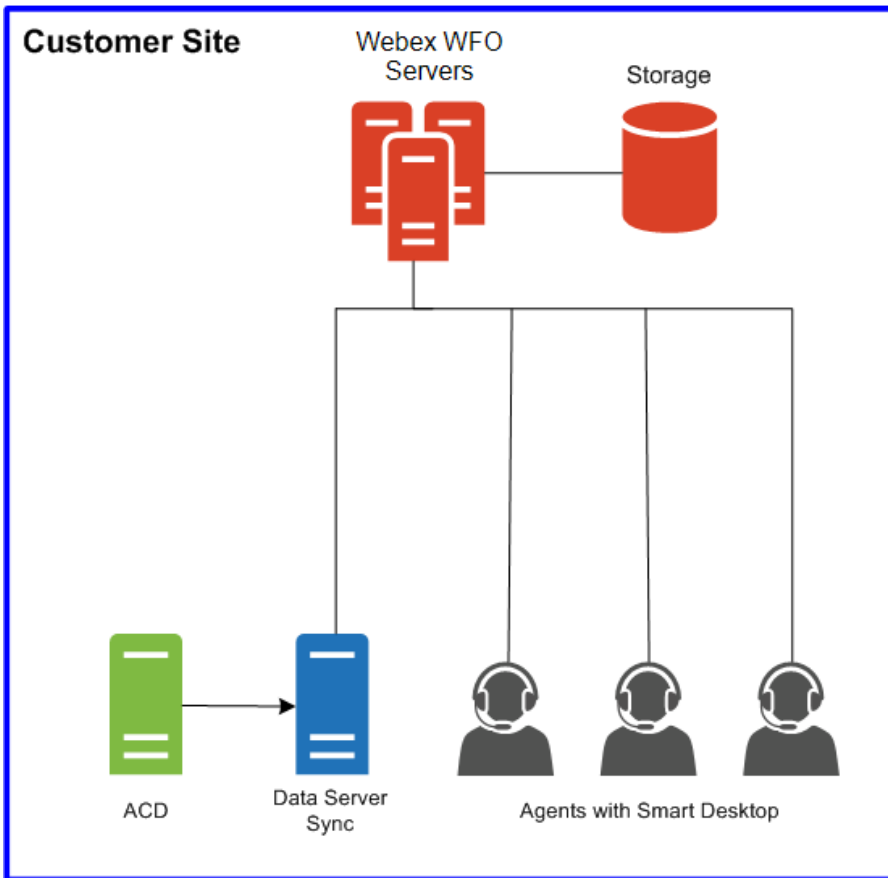 Customer Site
Webex WFO
Servers
Storage
ACD
Data Server
Sync
Agents with Smart Desktop